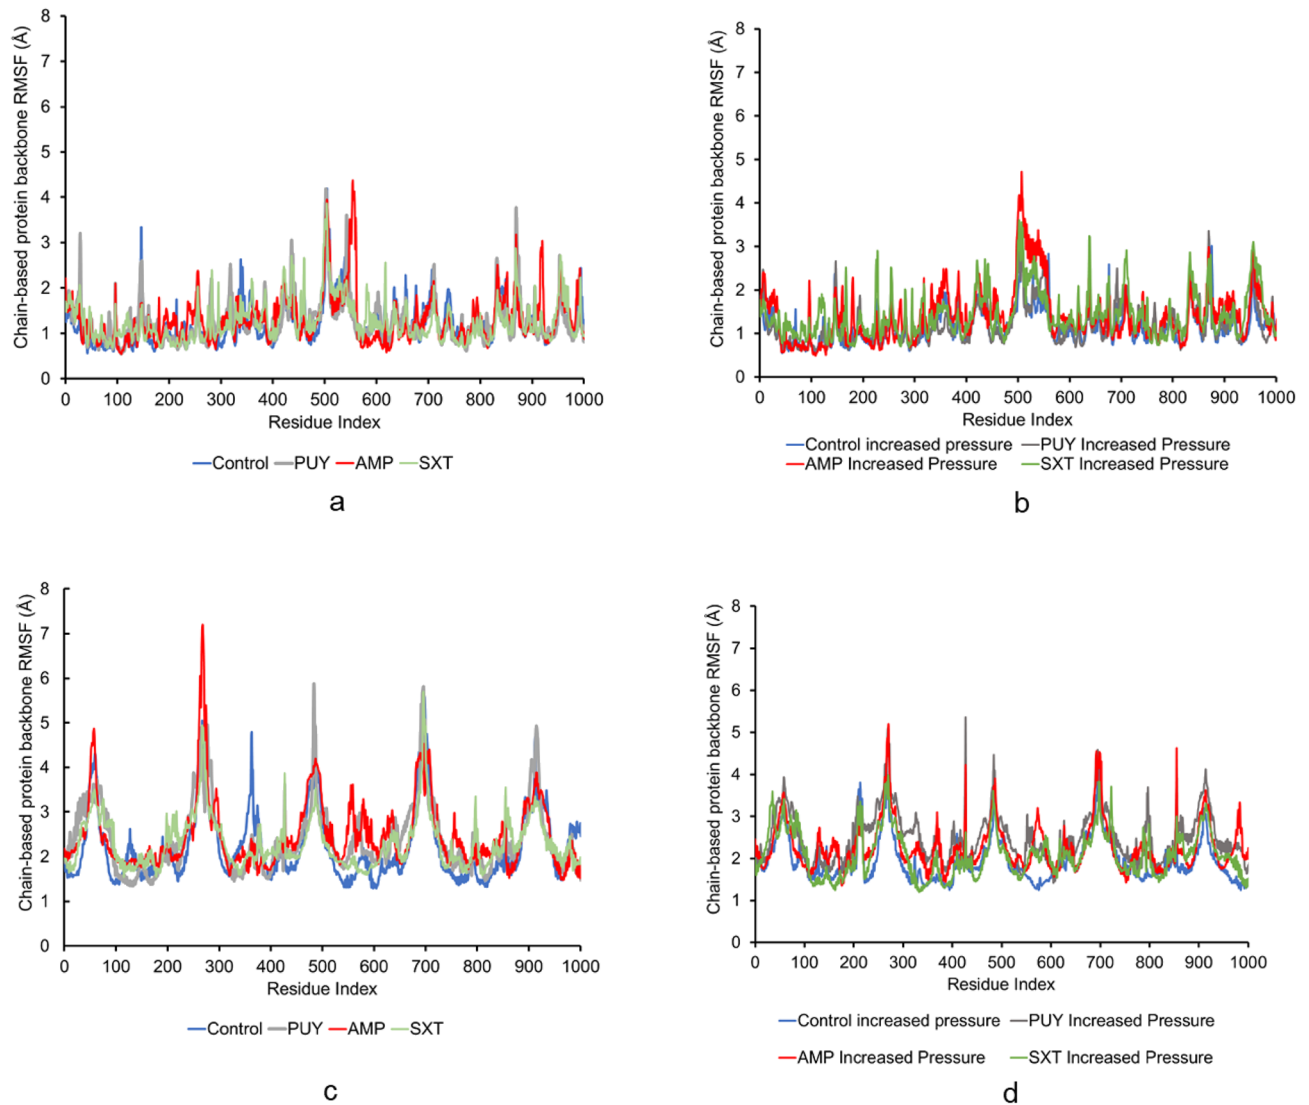 Chain-based protein backbone RMSF (Å)
8
7
6
5
4
3
2
1
0
0 100 200 300 400 500 600 700 800 900 1000
Residue Index
Control PUY AMP SXT
a
Chain-based protein backbone RMSF (Å)
8
7
6
5
4
3
2
1
0
0 100 200 300 400 500 600 700 800 900 1000
Residue Index
Control increased pressure PUY Increased Pressure
AMP Increased Pressure SXT Increased Pressure
b
Chain-based protein backbone RMSF (Å)
8
7
6
5
4
3
2
1
0
0 100 200 300 400 500 600 700 800 900 1000
Residue Index
Control PUY AMP SXT
c
Chain-based protein backbone RMSF (Å)
8
7
6
5
4
3
2
1
0
0 100 200 300 400 500 600 700 800 900 1000
Residue Index
Control increased pressure PUY Increased Pressure
AMP Increased Pressure SXT Increased Pressure
d